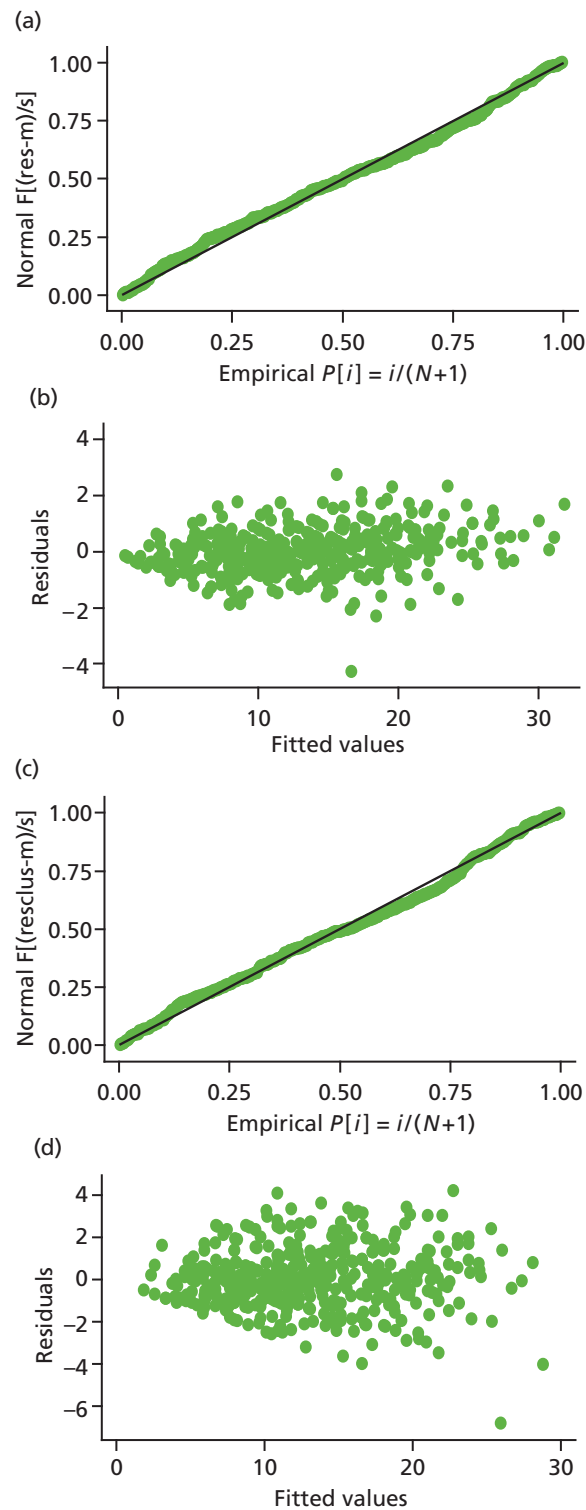 (a)
Normal F[(res-m)/s]
1.00
0.75
0.50
0.25
0.00
0.00 0.25 0.50 0.75 1.00
Empirical P[i] = i/(N+1)
(b)
Residuals
4
2
0
−2
−4
0 10 20 30
Fitted values
(c)
Normal F[(resclus-m)/s]
1.00
0.75
0.50
0.25
0.00
0.00 0.25 0.50 0.75 1.00
Empirical P[i] = i/(N+1)
(d)
Residuals
4
2
0
−2
−4
−6
0 10 20 30
Fitted values